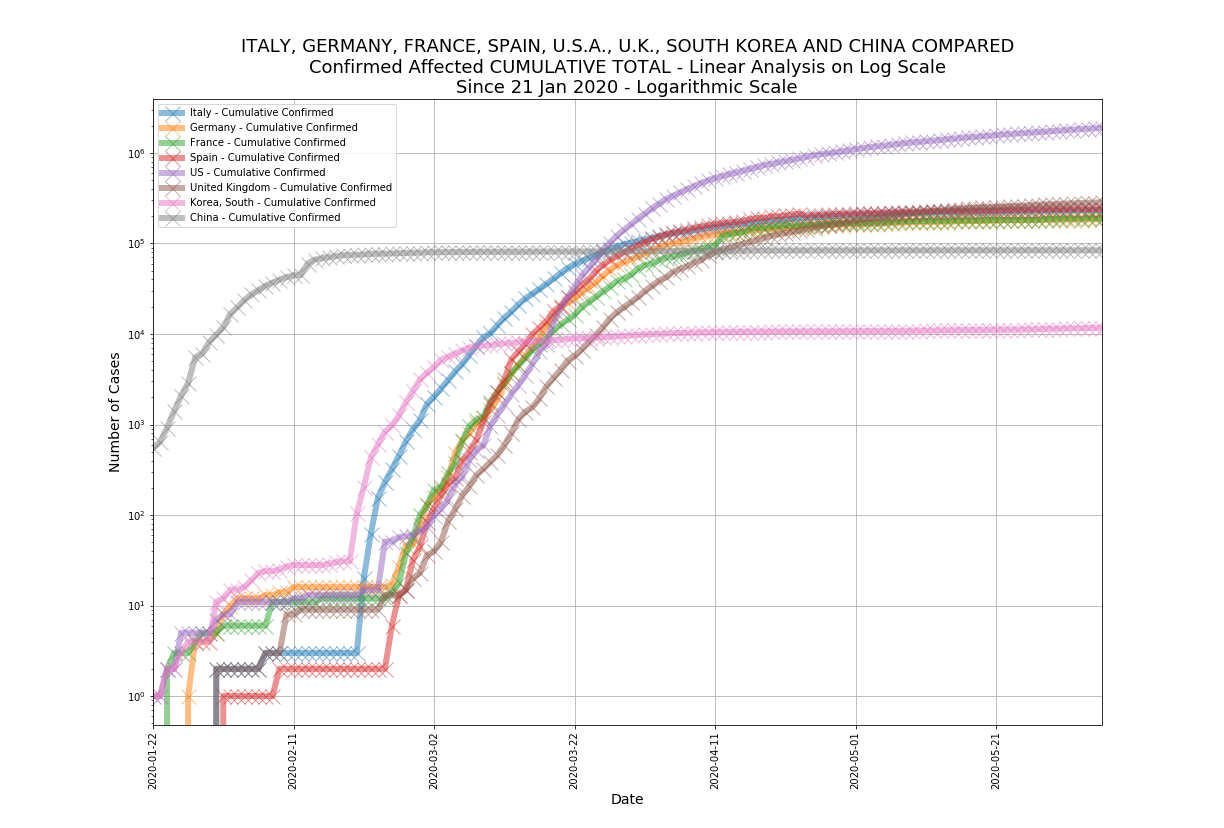 ITALY, GERMANY, FRANCE, SPAIN, U.S.A., U.K., SOUTH KOREA AND CHINA COMPARED
Confirmed Affected CUMULATIVE TOTAL - Linear Analysis on Log Scale
Since 21 Jan 2020 - Logarithmic Scale
Italy - Cumulative Confirmed
Germany - Cumulative Confirmed
France - Cumulative Confirmed
Spain - Cumulative Confirmed
US - Cumulative Confirmed
United Kingdom - Cumulative Confirmed
Korea, South - Cumulative Confirmed
China - Cumulative Confirmed
Number of Cases
10⁶
10⁵
10⁴
10³
10²
10¹
10⁰
2020-01-22
2020-02-11
2020-03-02
2020-03-22
2020-04-11
2020-05-01
2020-05-21
Date